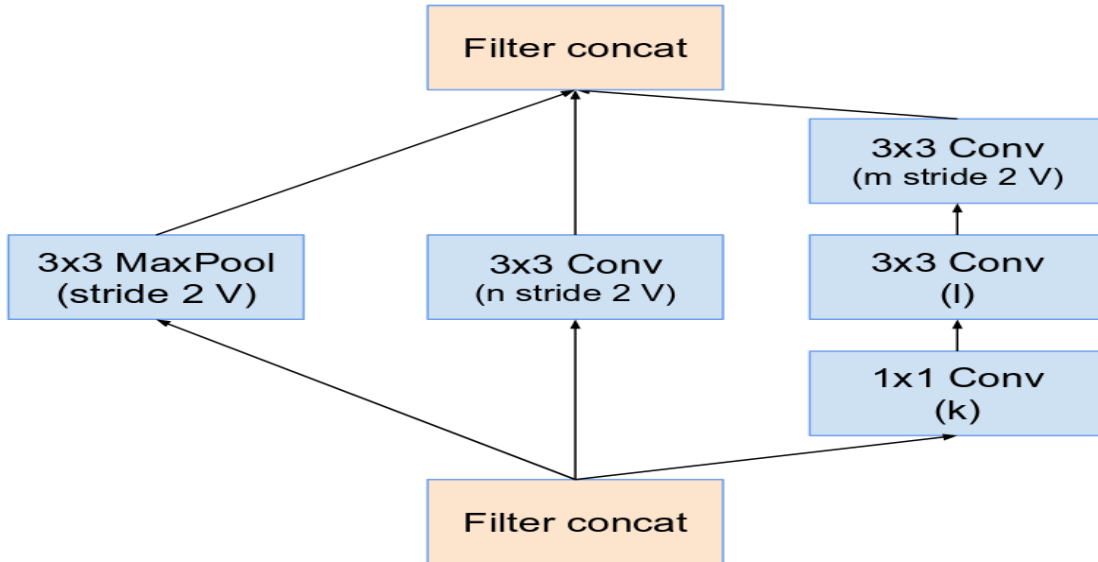 Filter concat
3x3 Conv
(m stride 2 V)
3x3 MaxPool
(stride 2 V)
3x3 Conv
(n stride 2 V)
3x3 Conv
(l)
1x1 Conv
(k)
Filter concat